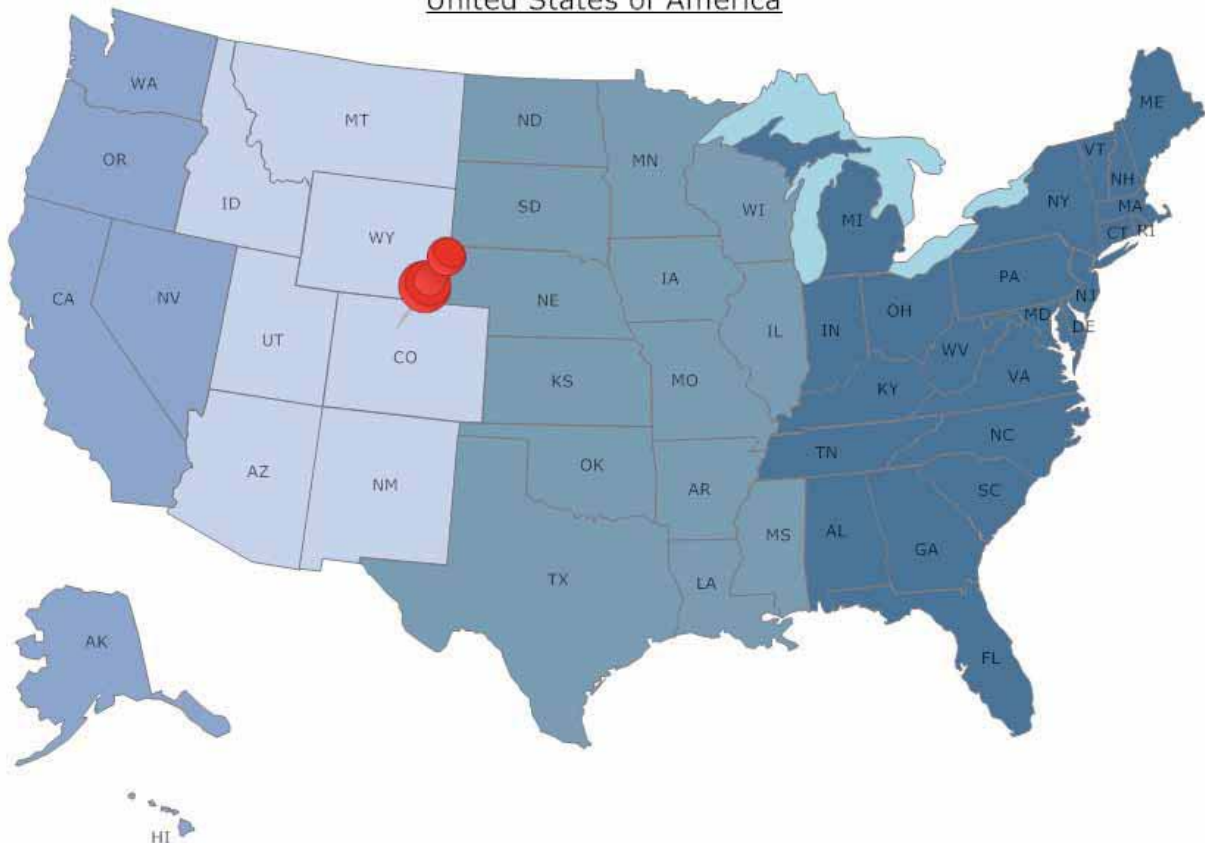 United States of America
WA
OR
CA
NV
ID
MT
WY
UT
CO
AZ
NM
ND
SD
NE
KS
OK
TX
MN
IA
MO
AR
LA
WI
IL
MS
MI
IN
OH
KY
TN
AL
GA
FL
SC
NC
VA
WV
MD
DE
PA
NJ
NY
CT
RI
MA
VT
NH
ME
AK
HI